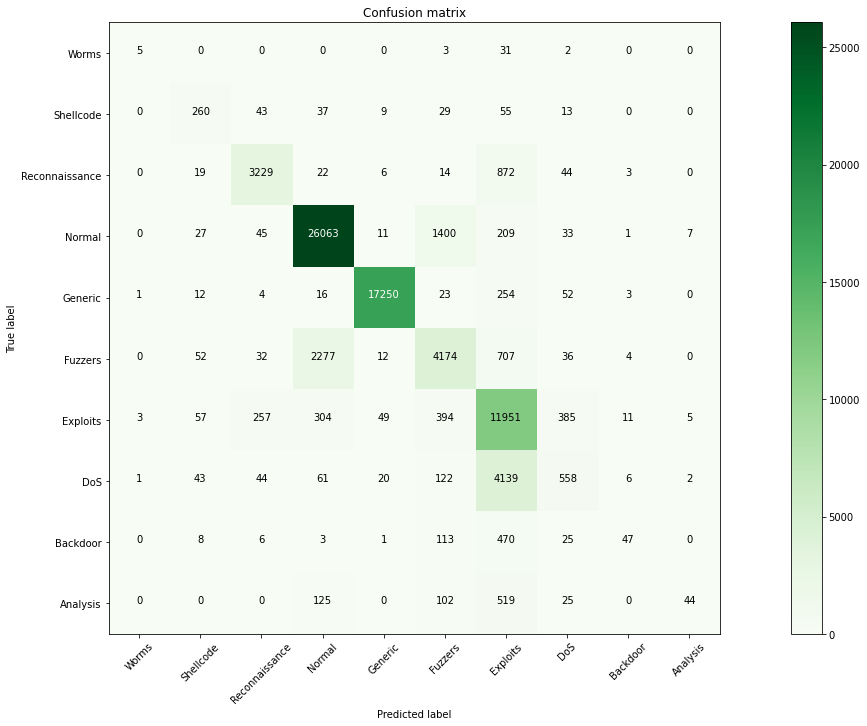 Confusion matrix
Worms 5 0 0 0 0 3 31 2 0 0
Shellcode 0 260 43 37 9 29 55 13 0 0
Reconnaissance 0 19 3229 22 6 14 872 44 3 0
Normal 0 27 45 26063 11 1400 209 33 1 7
Generic 1 12 4 16 17250 23 254 52 3 0
Fuzzers 0 52 32 2277 12 4174 707 36 4 0
Exploits 3 57 257 304 49 394 11951 385 11 5
DoS 1 43 44 61 20 122 4139 558 6 2
Backdoor 0 8 6 3 1 113 470 25 47 0
Analysis 0 0 0 125 0 102 519 25 0 44
True label
Worms Shellcode Reconnaissance Normal Generic Fuzzers Exploits DoS Backdoor Analysis
Predicted label
25000
20000
15000
10000
5000
0